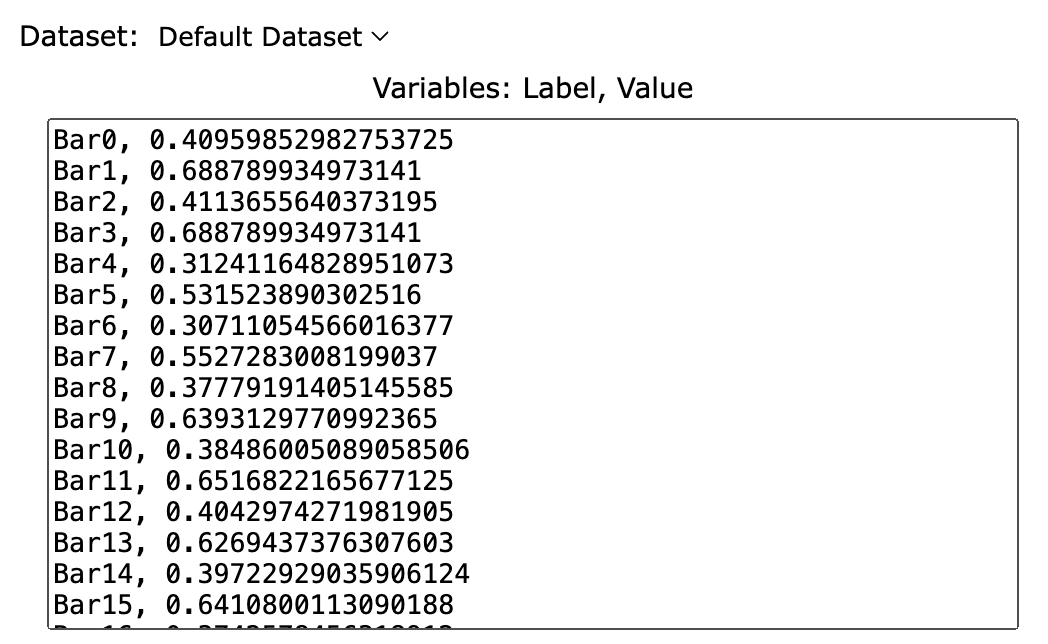 Dataset: Default Dataset
Variables: Label, Value
Bar0, 0.40959852982753725
Bar1, 0.688789934973141
Bar2, 0.4113655640373195
Bar3, 0.688789934973141
Bar4, 0.31241164828951073
Bar5, 0.531523890302516
Bar6, 0.30711054566016377
Bar7, 0.5527283008199037
Bar8, 0.37779191405145585
Bar9, 0.6393129770992365
Bar10, 0.38486005089058506
Bar11, 0.6516822165677125
Bar12, 0.4042974271981905
Bar13, 0.6269437376307603
Bar14, 0.39722929035906124
Bar15, 0.6410800113090188